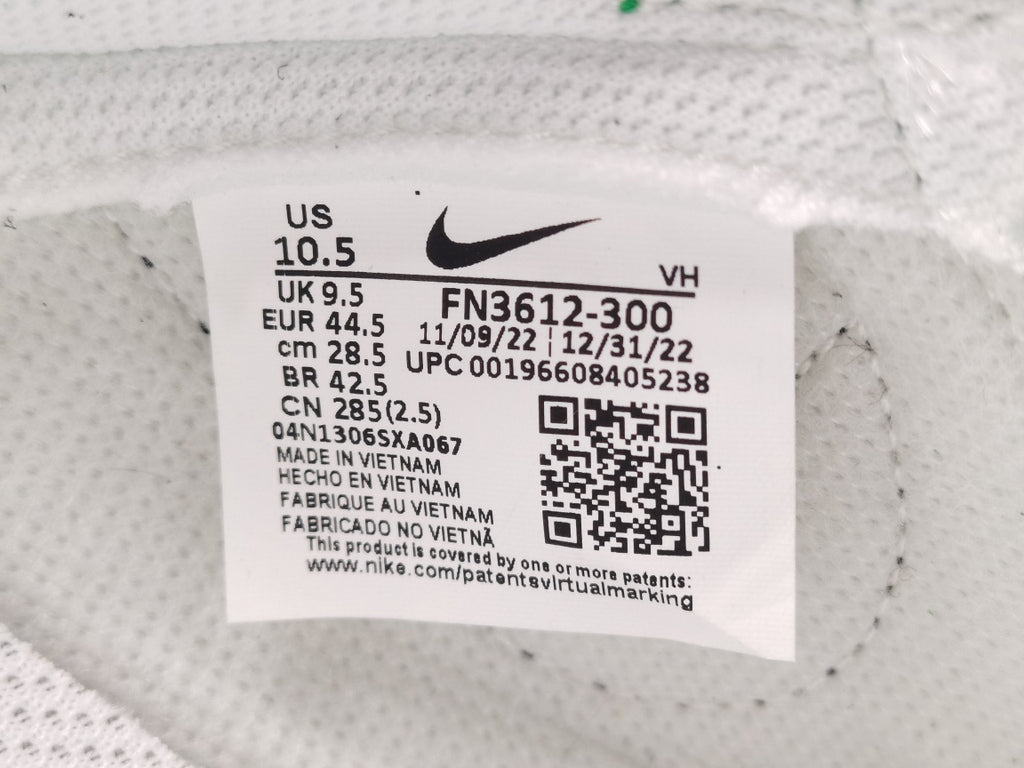 US
10.5
VH
UK 9.5
FN3612-300
EUR 44.5
11/09/22 | 12/31/22
cm 28.5
UPC 00196608405238
BR 42.5
CN 285(2.5)
04N1306SXA067
MADE IN VIETNAM
HECHO EN VIETNAM
FABRIQUE AU VIETNAM
FABRICADO NO VIETNÃ
This product is covered by one or more patents:
www.nike.com/patentsvirtualmarking